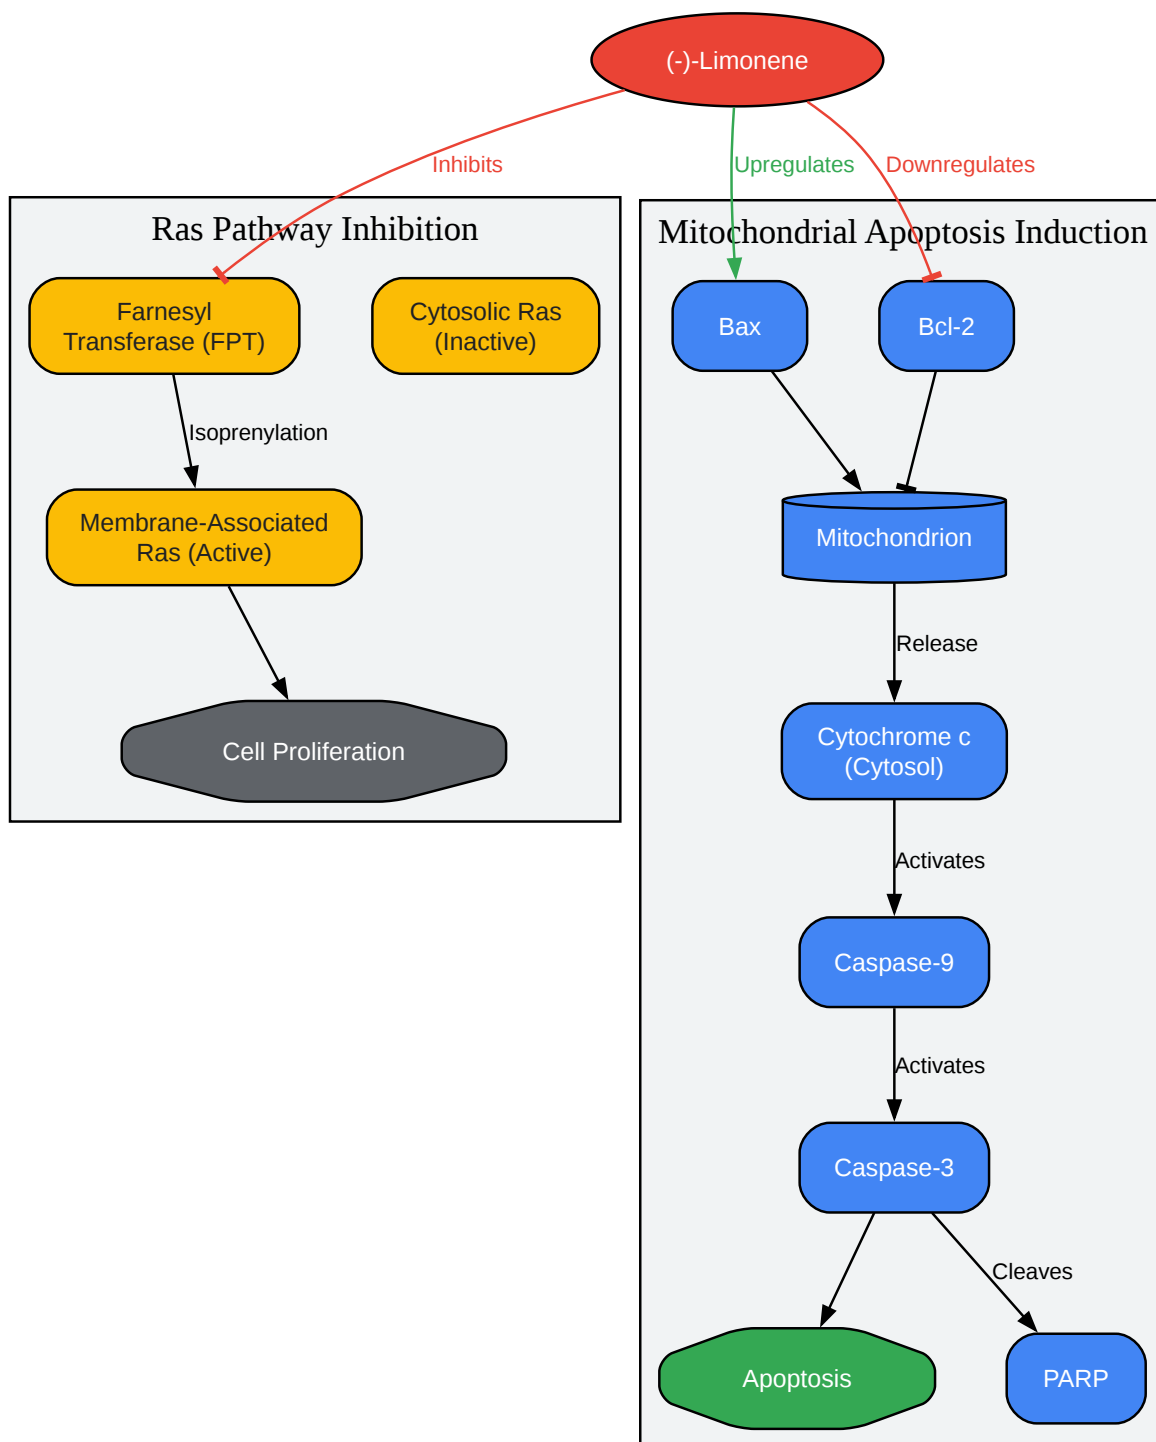 (-)-Limonene
Inhibits
Upregulates
Downregulates
Ras Pathway Inhibition
Farnesyl
Transferase (FPT)
Cytosolic Ras
(Inactive)
Isoprenylation
Membrane-Associated
Ras (Active)
Cell Proliferation
Mitochondrial Apoptosis Induction
Bax
Bcl-2
Mitochondrion
Release
Cytochrome c
(Cytosol)
Activates
Caspase-9
Activates
Caspase-3
Cleaves
Apoptosis
PARP